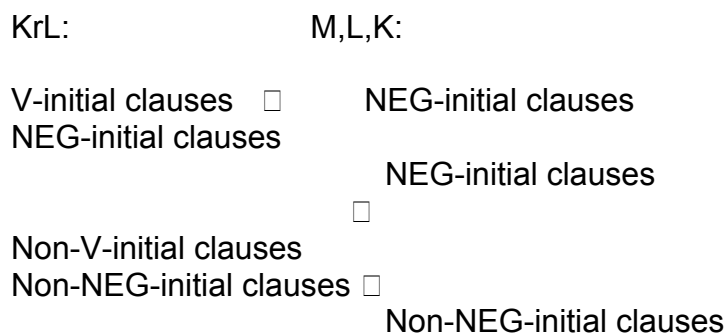 KrL: M,L,K:
V-initial clauses □ NEG-initial clauses
NEG-initial clauses
NEG-initial clauses
□
Non-V-initial clauses
Non-NEG-initial clauses □
Non-NEG-initial clauses